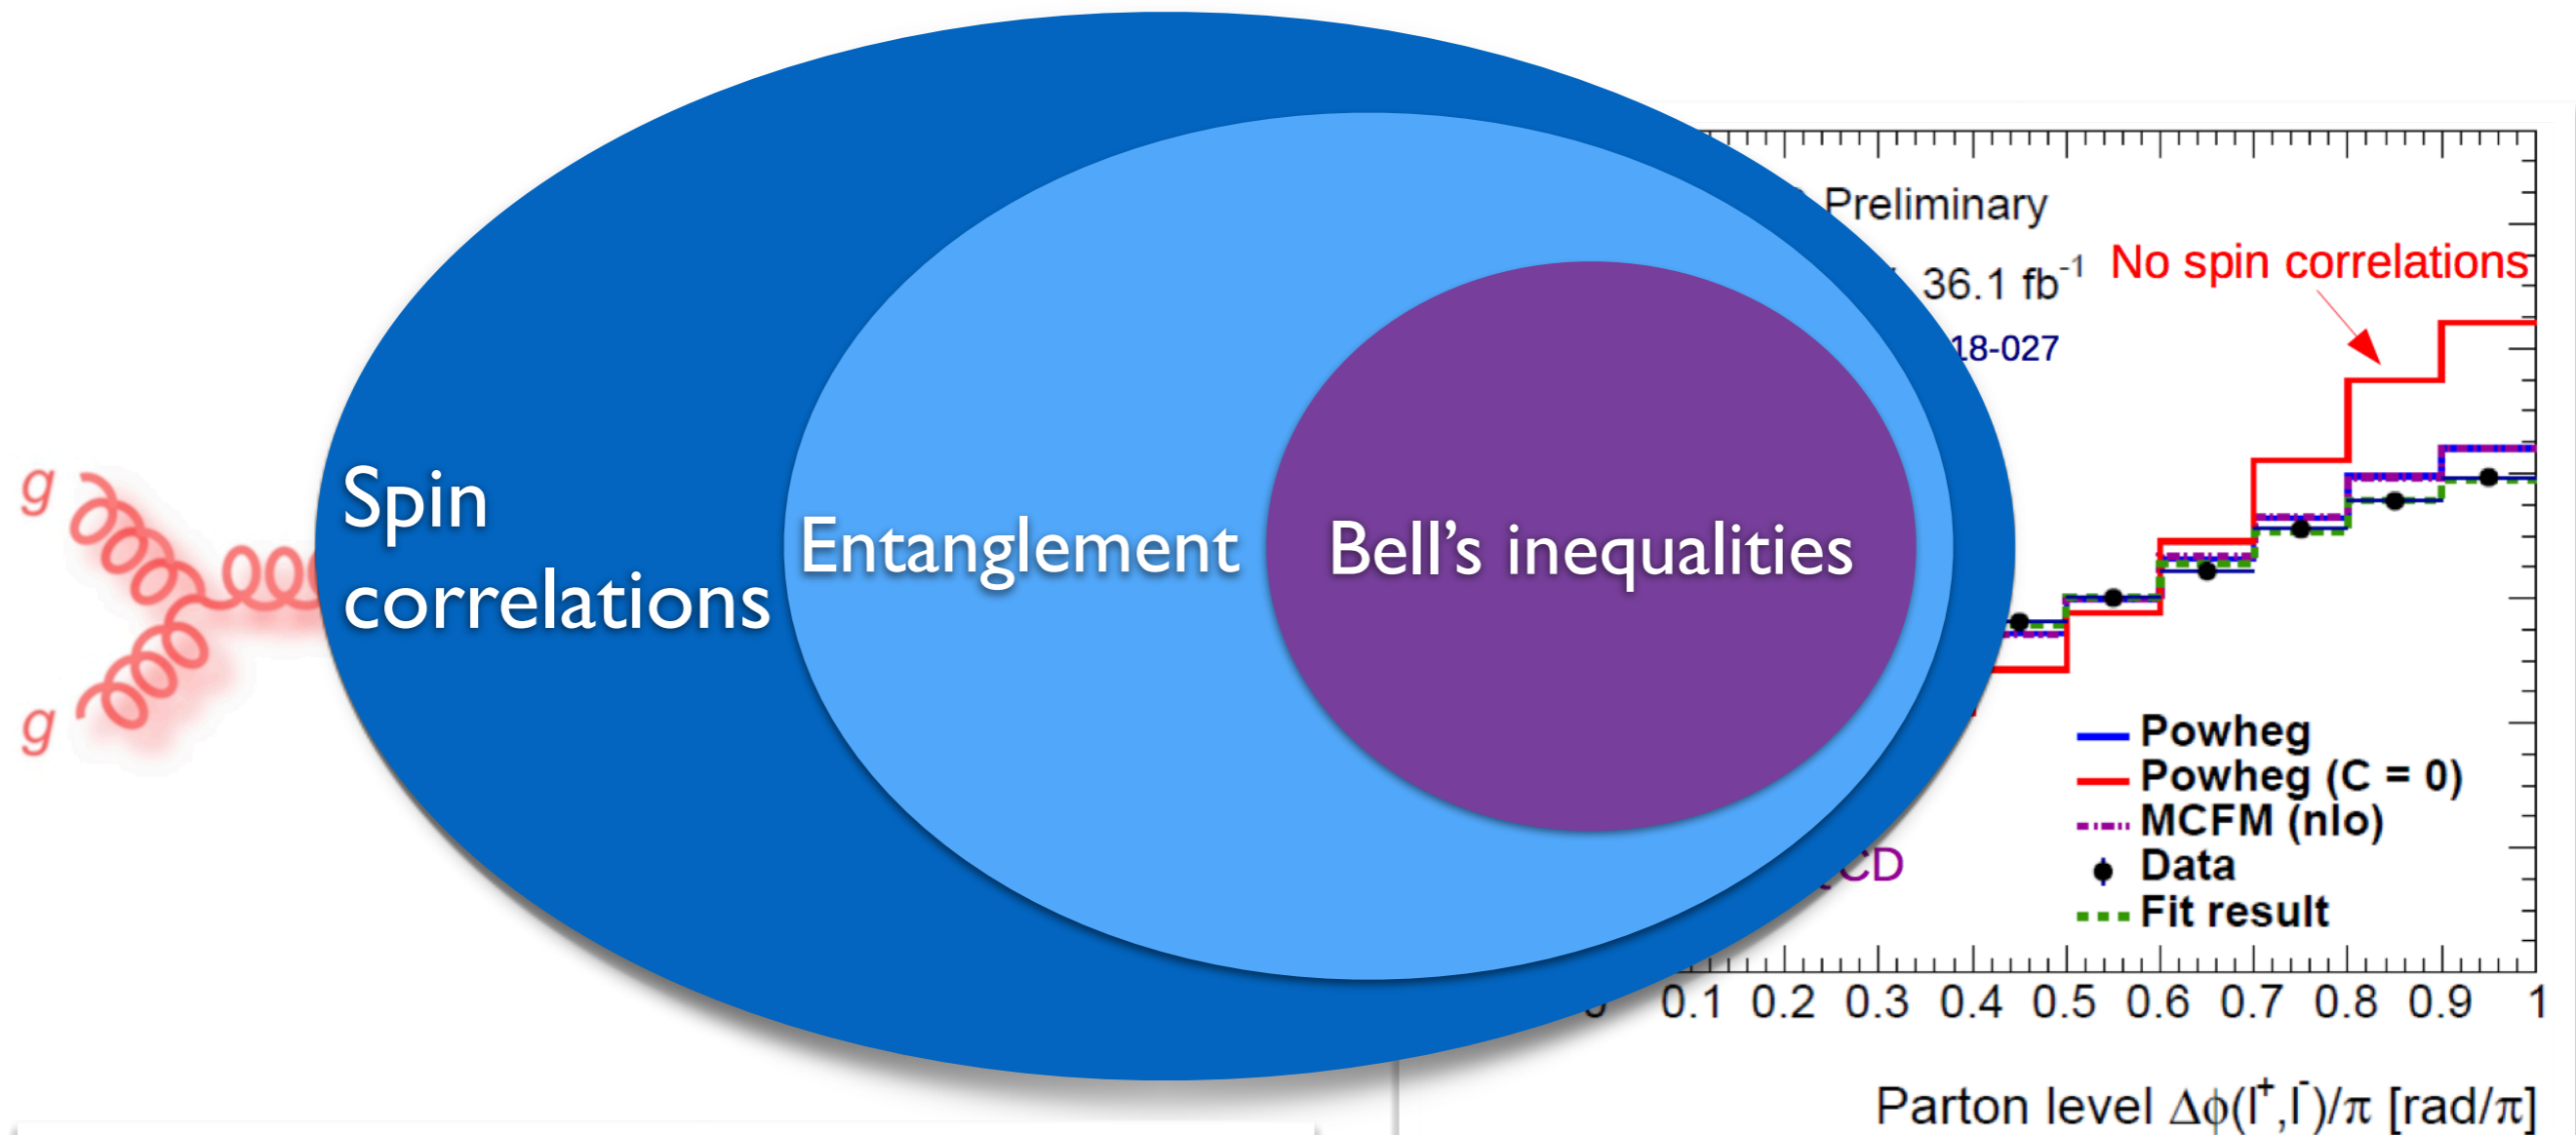 g
g
Spin
correlations
Entanglement
Bell's inequalities
Preliminary
36.1 fb⁻¹
No spin correlations
18-027
Powheg
Powheg (C = 0)
MCFM (nlo)
Data
Fit result
CD
0.1 0.2 0.3 0.4 0.5 0.6 0.7 0.8 0.9 1
Parton level Δϕ(l⁺,l⁻)/π [rad/π]